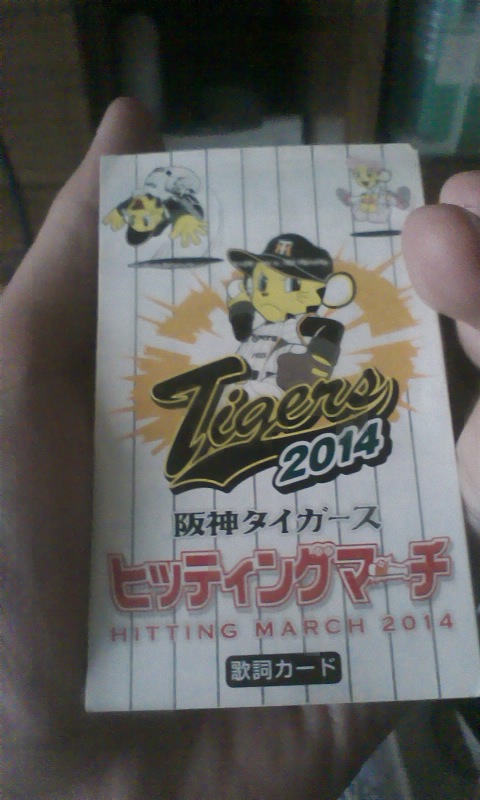 Tigers
2014
阪神タイガース
ヒッティングマーチ
HITTING MARCH 2014
歌詞カード